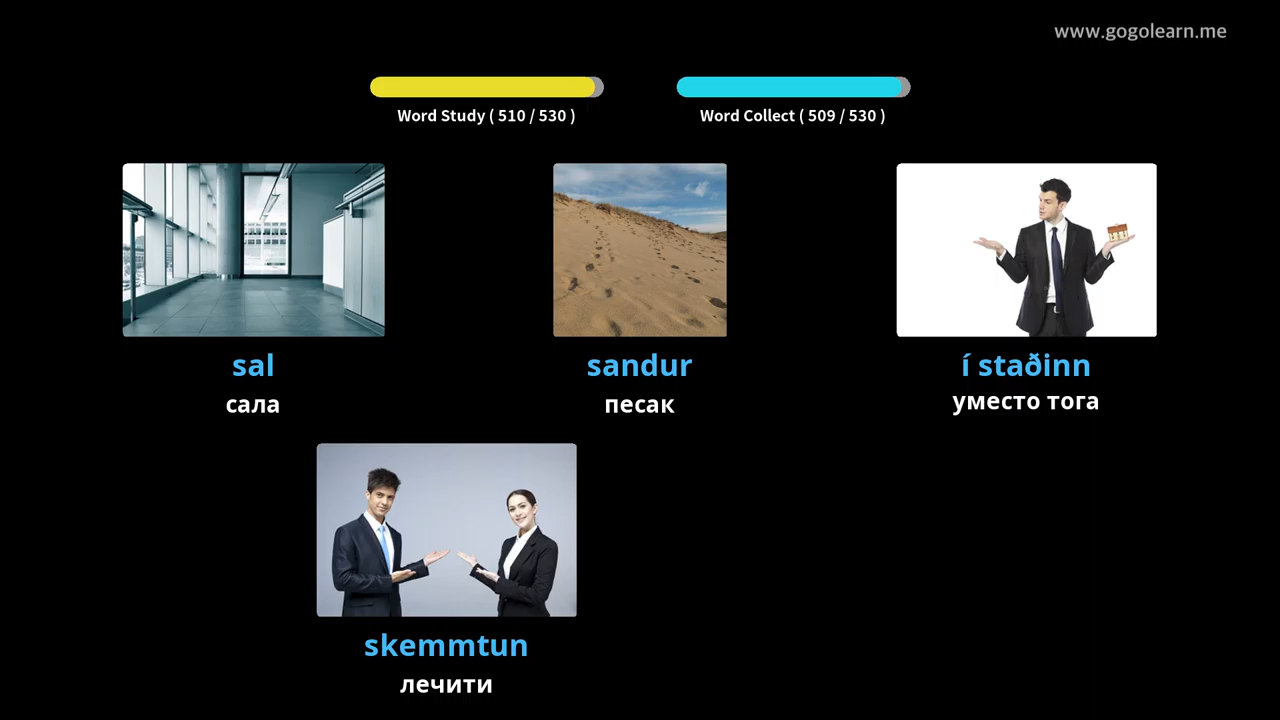 www.gogolearn.me
Word Study ( 510 / 530 )
Word Collect ( 509 / 530 )
sal
сала
sandur
песак
í staðinn
уместо тога
skemmtun
лечити